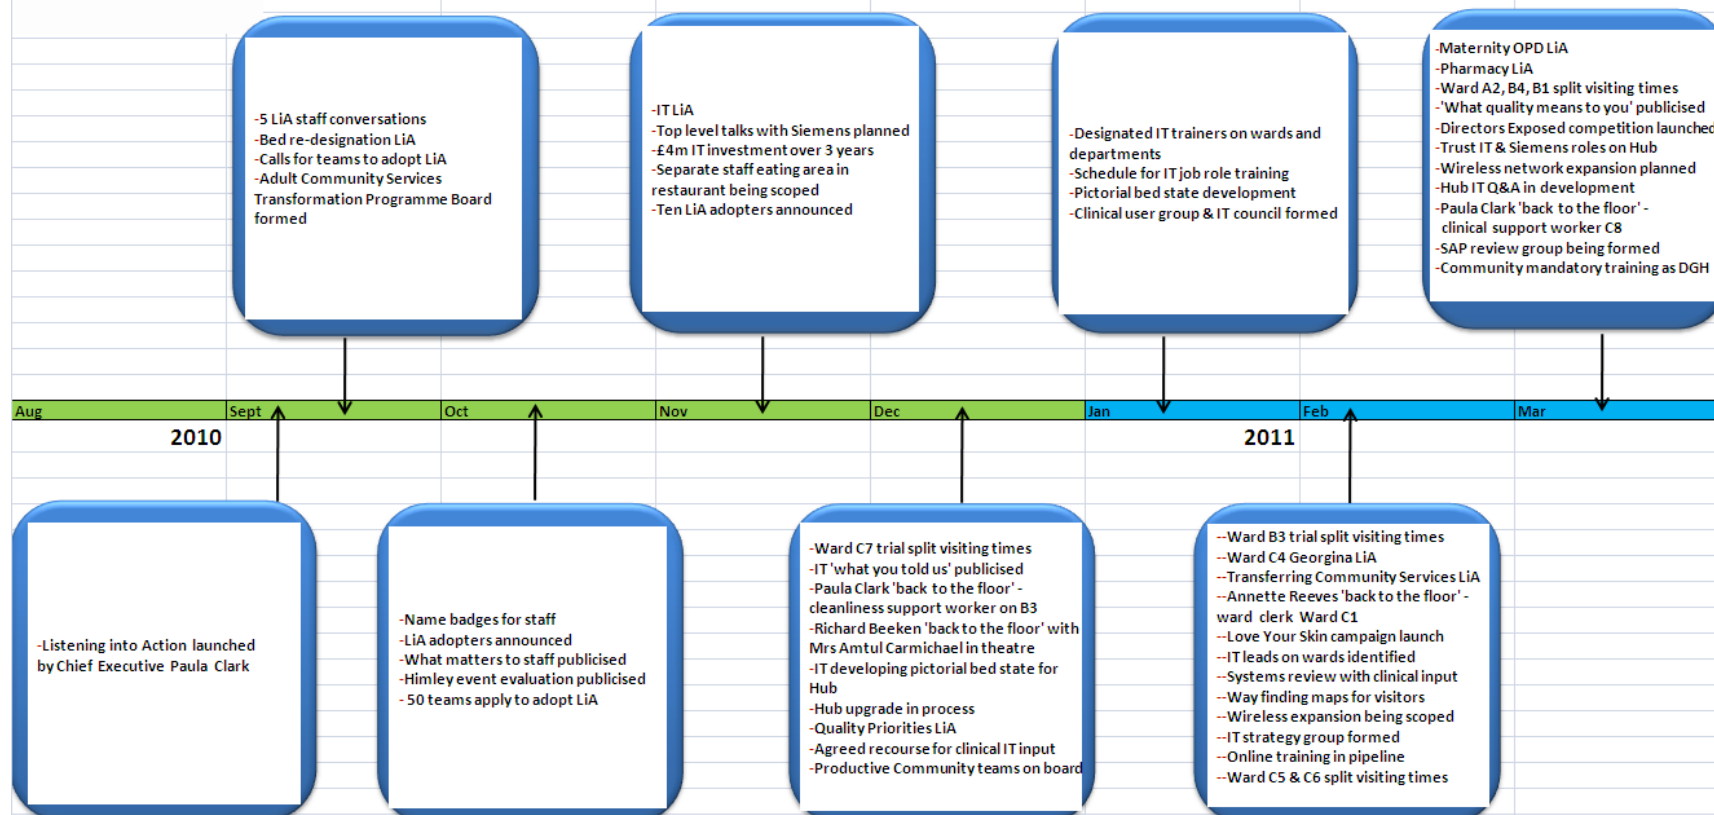 -5 LiA staff conversations
-Bed re-designation LiA
-Calls for teams to adopt LiA
-Adult Community Services
Transformation Programme Board
formed
-IT LiA
-Top level talks with Siemens planned
-£4m IT investment over 3 years
-Separate staff eating area in
restaurant being scoped
-Ten LiA adopters announced
-Designated IT trainers on wards and
departments
-Schedule for IT job role training
-Pictorial bed state development
-Clinical user group & IT council formed
-Maternity OPD LiA
-Pharmacy LiA
-Ward A2, B4, B1 split visiting times
-'What quality means to you' publicised
-Directors Exposed competition launched
-Trust IT & Siemens roles on Hub
-Wireless network expansion planned
-Hub IT Q&A in development
-Paula Clark 'back to the floor' -
clinical support worker C8
-SAP review group being formed
-Community mandatory training as DGH
Aug Sept Oct Nov Dec Jan Feb Mar
2010 2011
-Listening into Action launched
by Chief Executive Paula Clark
-Name badges for staff
-LiA adopters announced
-What matters to staff publicised
-Himley event evaluation publicised
- 50 teams apply to adopt LiA
-Ward C7 trial split visiting times
-IT 'what you told us' publicised
-Paula Clark 'back to the floor' -
cleanliness support worker on B3
-Richard Beeken 'back to the floor' with
Mrs Amtul Carmichael in theatre
-IT developing pictorial bed state for
Hub
-Hub upgrade in process
-Quality Priorities LiA
-Agreed recourse for clinical IT input
-Productive Community teams on board
--Ward B3 trial split visiting times
--Ward C4 Georgina LiA
--Transferring Community Services LiA
--Annette Reeves 'back to the floor' -
ward clerk Ward C1
--Love Your Skin campaign launch
--IT leads on wards identified
--Systems review with clinical input
--Way finding maps for visitors
--Wireless expansion being scoped
--IT strategy group formed
--Online training in pipeline
--Ward C5 & C6 split visiting times